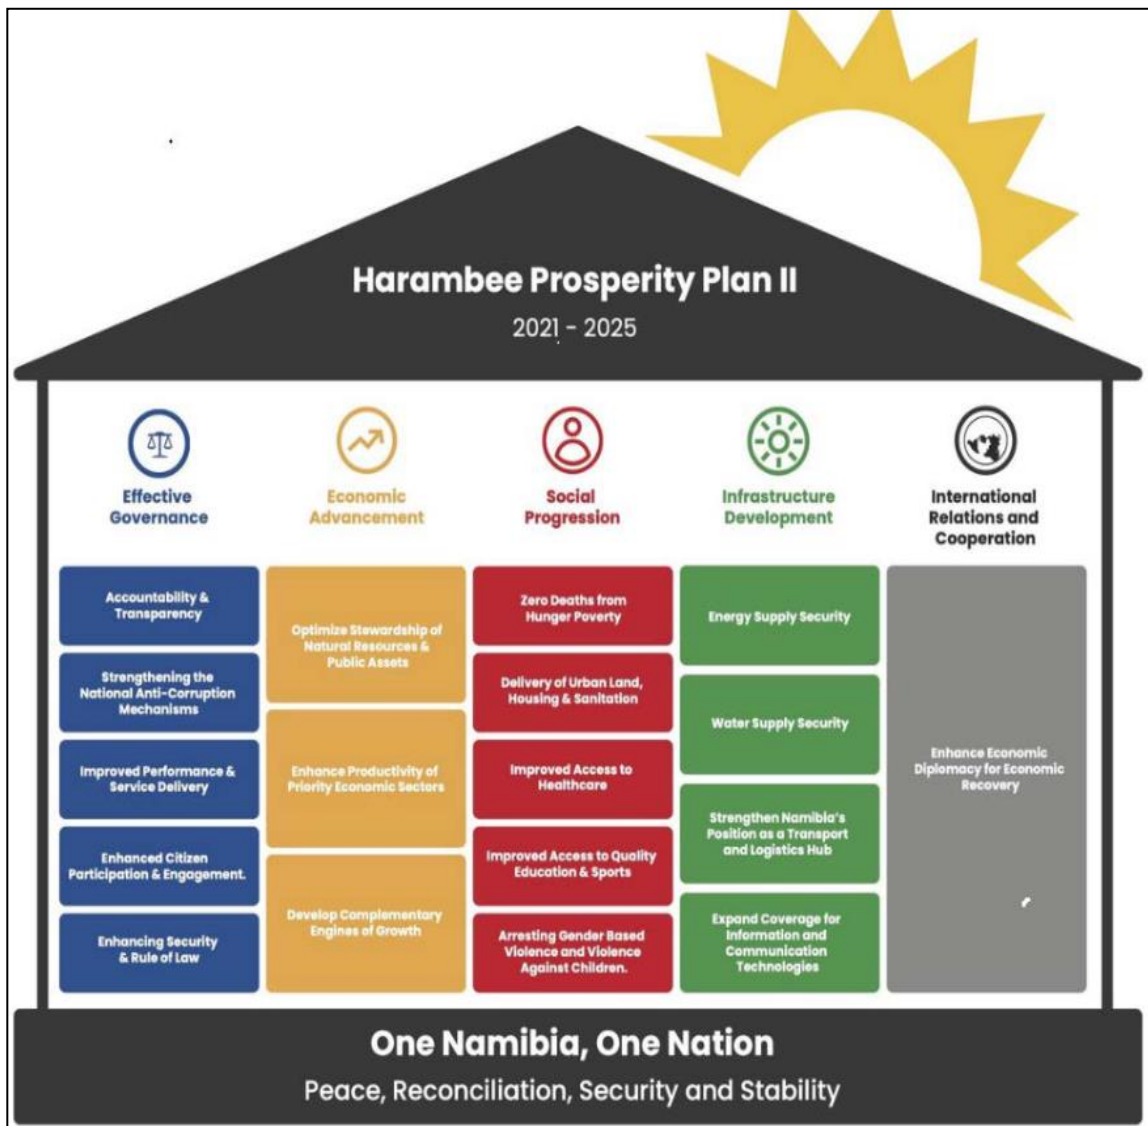 Harambee Prosperity Plan II
2021 - 2025
Effective
Governance
Economic
Advancement
Social
Progression
Infrastructure
Development
International
Relations and
Cooperation
Accountability &
Transparency
Strengthening the
National Anti-Corruption
Mechanisms
Improved Performance &
Service Delivery
Enhanced Citizen
Participation & Engagement.
Enhancing Security
& Rule of Law
Optimize Stewardship of
Natural Resources &
Public Assets
Enhance Productivity of
Priority Economic Sectors
Develop Complementary
Engines of Growth
Zero Deaths from
Hunger Poverty
Delivery of Urban Land,
Housing & Sanitation
Improved Access to
Healthcare
Improved Access to Quality
Education & Sports
Arresting Gender Based
Violence and Violence
Against Children.
Energy Supply Security
Water Supply Security
Strengthen Namibia's
Position as a Transport
and Logistics Hub
Expand Coverage for
Information and
Communication
Technologies
Enhance Economic
Diplomacy for Economic
Recovery
One Namibia, One Nation
Peace, Reconciliation, Security and Stability